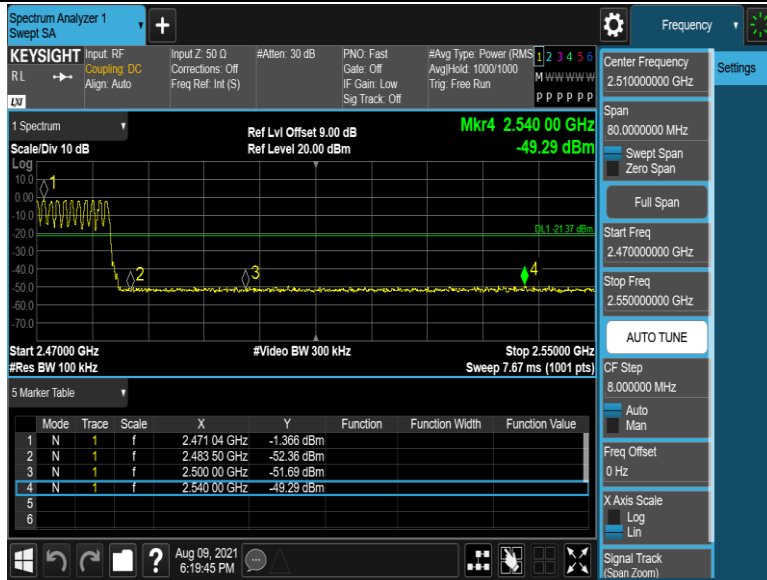 Spectrum Analyzer 1
Swept SA
Frequency
KEYSIGHT
RL
LXI
Input: RF
Coupling: DC
Align: Auto
Input Z: 50 Ω
Corrections: Off
Freq Ref: Int (S)
#Atten: 30 dB
PNO: Fast
Gate: Off
IF Gain: Low
Sig Track: Off
#Avg Type: Power (RMS
Avg|Hold: 1000/1000
Trig: Free Run
1 2 3 4 5 6
M W W W W W
P P P P P P
1 Spectrum
Scale/Div 10 dB
Ref Lvl Offset 9.00 dB
Ref Level 20.00 dBm
Mkr4 2.540 00 GHz
-49.29 dBm
Log
10.0
0.00
-10.0
-20.0
-30.0
-40.0
-50.0
-60.0
-70.0
1
2
3
4
DL1 -21.37 dBm
Start 2.47000 GHz
#Video BW 300 kHz
Stop 2.55000 GHz
#Res BW 100 kHz
Sweep 7.67 ms (1001 pts)
5 Marker Table
Mode Trace Scale X Y Function Function Width Function Value
1 N 1 f 2.471 04 GHz -1.366 dBm
2 N 1 f 2.483 50 GHz -52.36 dBm
3 N 1 f 2.500 00 GHz -51.69 dBm
4 N 1 f 2.540 00 GHz -49.29 dBm
5
6
?
Aug 09, 2021
6:19:45 PM
Center Frequency
2.510000000 GHz
Settings
Span
80.0000000 MHz
Swept Span
Zero Span
Full Span
Start Freq
2.470000000 GHz
Stop Freq
2.550000000 GHz
AUTO TUNE
CF Step
8.000000 MHz
Auto
Man
Freq Offset
0 Hz
X Axis Scale
Log
Lin
Signal Track
(Span Zoom)